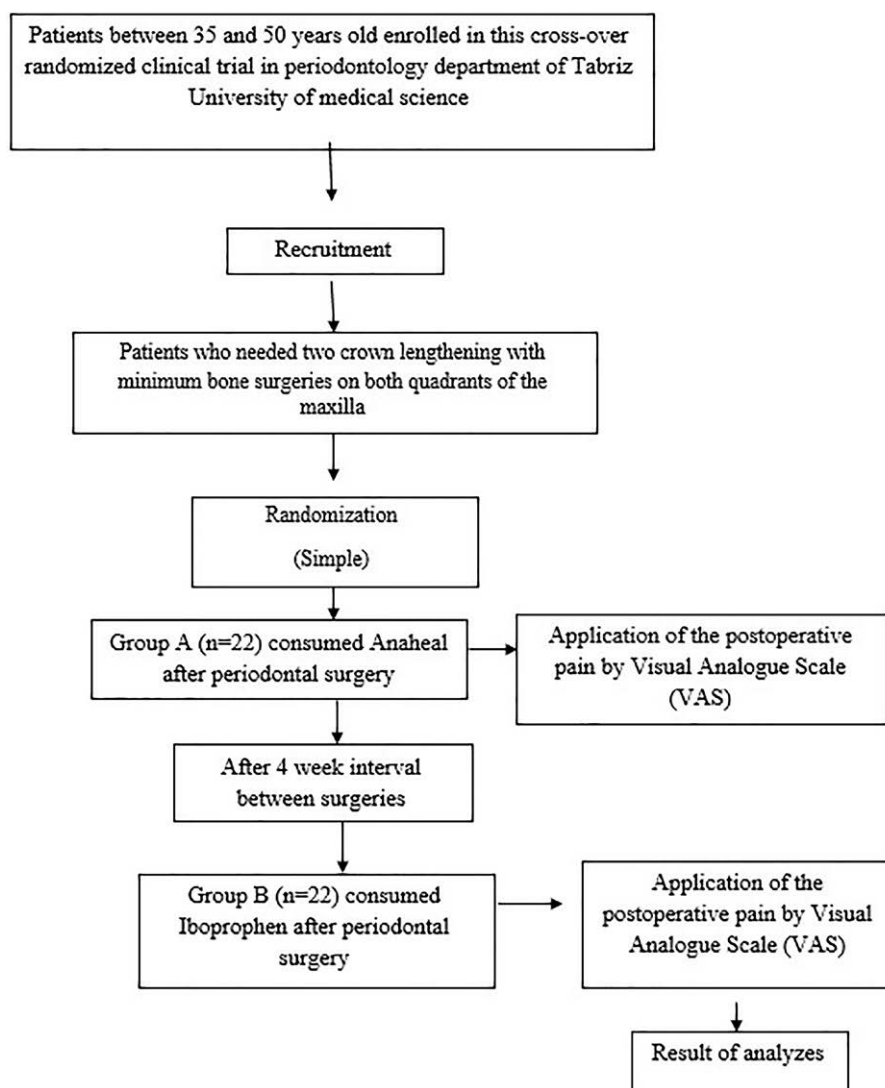 Patients between 35 and 50 years old enrolled in this cross-over
randomized clinical trial in periodontology department of Tabriz
University of medical science
Recruitment
Patients who needed two crown lengthening with
minimum bone surgeries on both quadrants of the
maxilla
Randomization
(Simple)
Group A (n=22) consumed Anaheal
after periodontal surgery
Application of the postoperative
pain by Visual Analogue Scale
(VAS)
After 4 week interval
between surgeries
Group B (n=22) consumed
Iboprophen after periodontal
surgery
Application of the
postoperative pain by Visual
Analogue Scale (VAS)
Result of analyzes